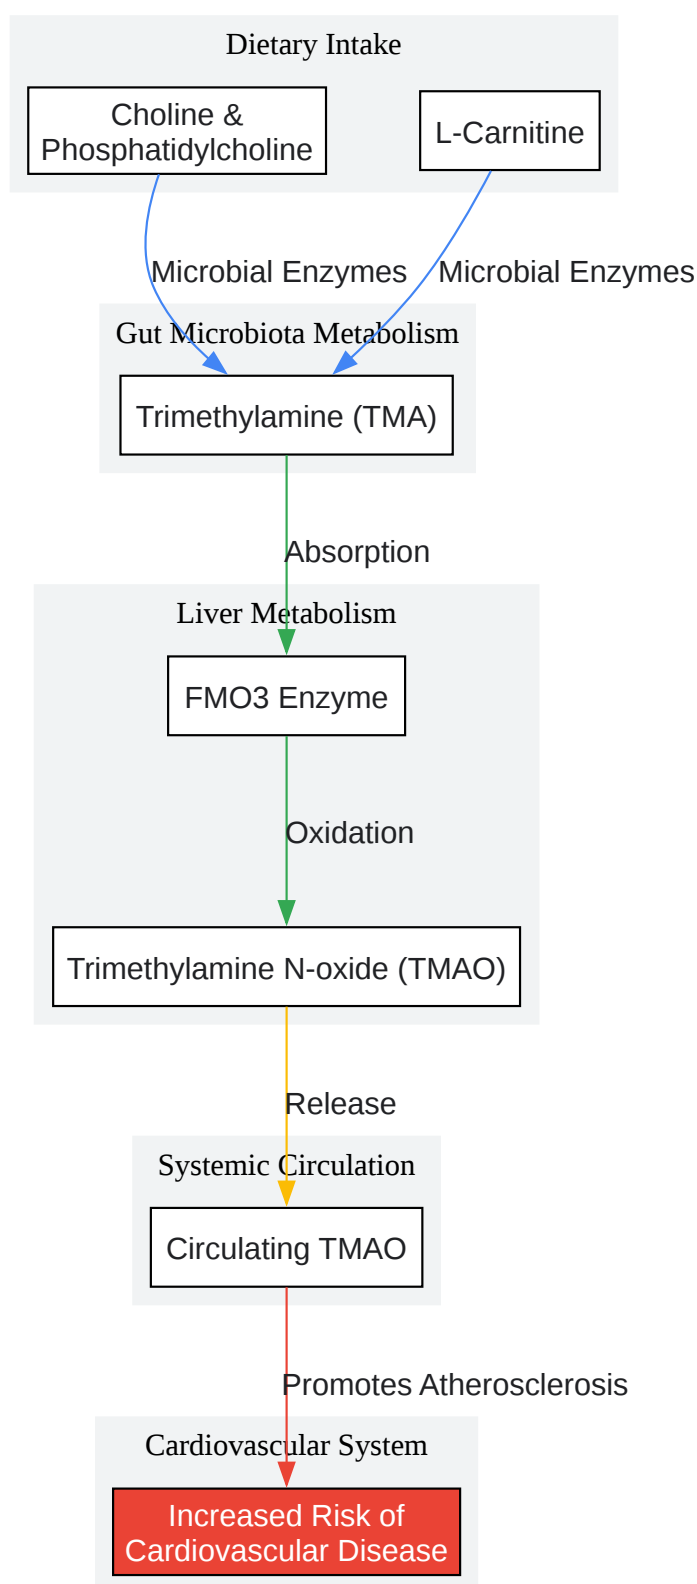 Dietary Intake
Choline &
Phosphatidylcholine
L-Carnitine
Microbial Enzymes
Microbial Enzymes
Gut Microbiota Metabolism
Trimethylamine (TMA)
Absorption
Liver Metabolism
FMO3 Enzyme
Oxidation
Trimethylamine N-oxide (TMAO)
Release
Systemic Circulation
Circulating TMAO
Promotes Atherosclerosis
Cardiovascular System
Increased Risk of
Cardiovascular Disease